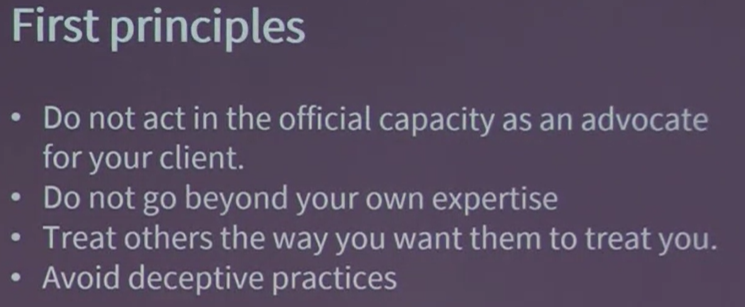 First principles
• Do not act in the official capacity as an advocate
for your client.
• Do not go beyond your own expertise
• Treat others the way you want them to treat you.
• Avoid deceptive practices